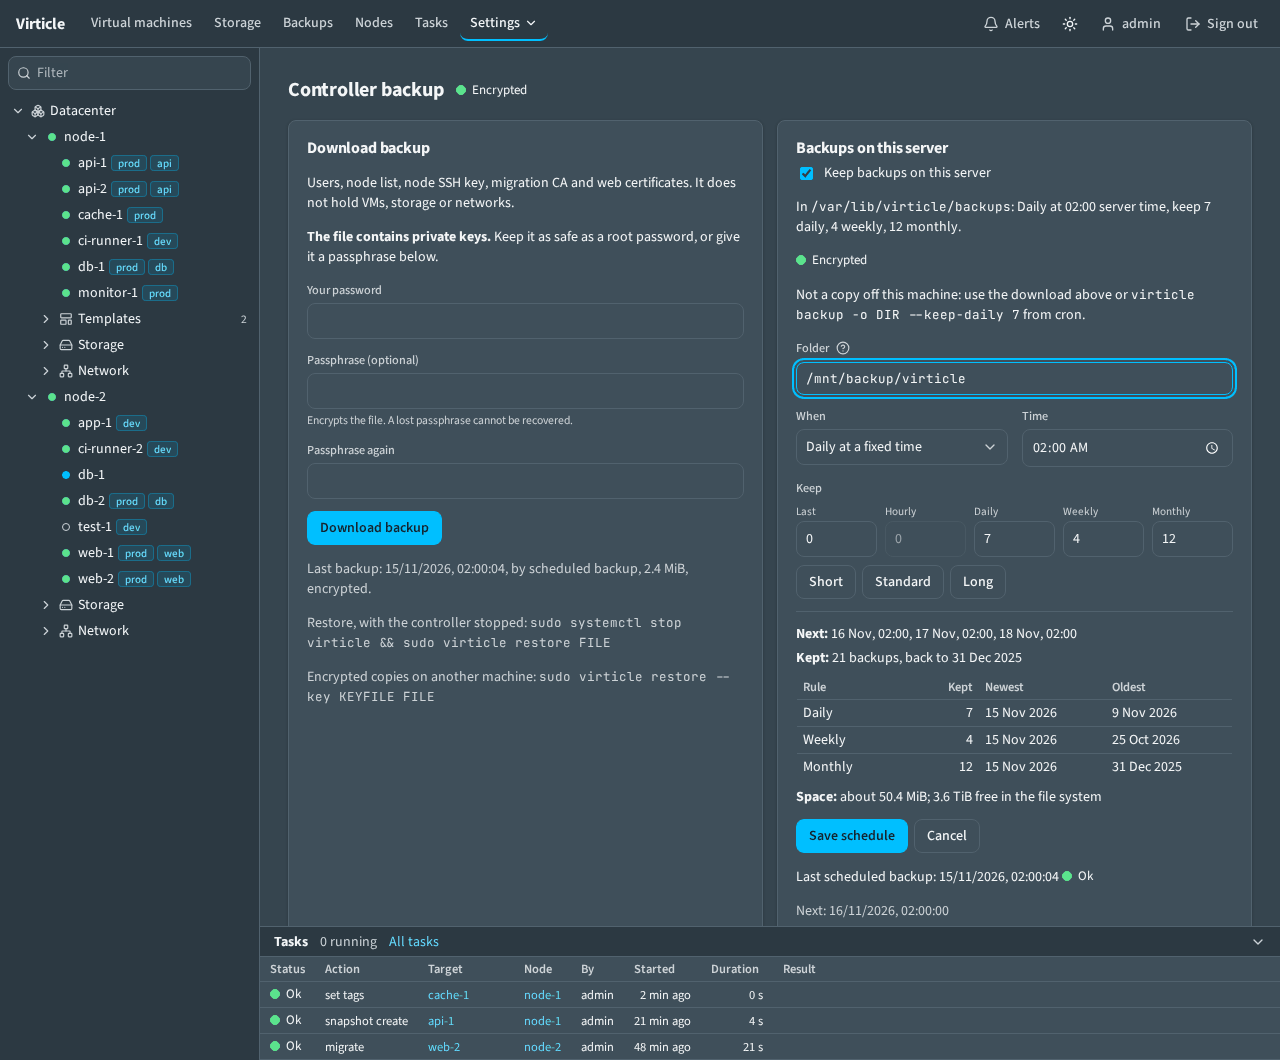 Virticle Virtual machines Storage Backups Nodes Tasks Settings Alerts admin Sign out
Filter
Datacenter
node-1
api-1 prod api
api-2 prod api
cache-1 prod
ci-runner-1 dev
db-1 prod db
monitor-1 prod
Templates 2
Storage
Network
node-2
app-1 dev
ci-runner-2 dev
db-1
db-2 prod db
test-1 dev
web-1 prod web
web-2 prod web
Storage
Network
Controller backup Encrypted
Download backup
Users, node list, node SSH key, migration CA and web certificates. It does
not hold VMs, storage or networks.
The file contains private keys. Keep it as safe as a root password, or give
it a passphrase below.
Your password
Passphrase (optional)
Encrypts the file. A lost passphrase cannot be recovered.
Passphrase again
Download backup
Last backup: 15/11/2026, 02:00:04, by scheduled backup, 2.4 MiB,
encrypted.
Restore, with the controller stopped: sudo systemctl stop
virticle && sudo virticle restore FILE
Encrypted copies on another machine: sudo virticle restore --
key KEYFILE FILE
Backups on this server
Keep backups on this server
In /var/lib/virticle/backups: Daily at 02:00 server time, keep 7
daily, 4 weekly, 12 monthly.
Encrypted
Not a copy off this machine: use the download above or virticle
backup -o DIR --keep-daily 7 from cron.
Folder
/mnt/backup/virticle
When Time
Daily at a fixed time 02:00 AM
Keep
Last Hourly Daily Weekly Monthly
0 0 7 4 12
Short Standard Long
Next: 16 Nov, 02:00, 17 Nov, 02:00, 18 Nov, 02:00
Kept: 21 backups, back to 31 Dec 2025
Rule Kept Newest Oldest
Daily 7 15 Nov 2026 9 Nov 2026
Weekly 4 15 Nov 2026 25 Oct 2026
Monthly 12 15 Nov 2026 31 Dec 2025
Space: about 50.4 MiB; 3.6 TiB free in the file system
Save schedule Cancel
Last scheduled backup: 15/11/2026, 02:00:04 Ok
Next: 16/11/2026, 02:00:00
Tasks 0 running All tasks
Status Action Target Node By Started Duration Result
Ok set tags cache-1 node-1 admin 2 min ago 0 s
Ok snapshot create api-1 node-1 admin 21 min ago 4 s
Ok migrate web-2 node-2 admin 48 min ago 21 s